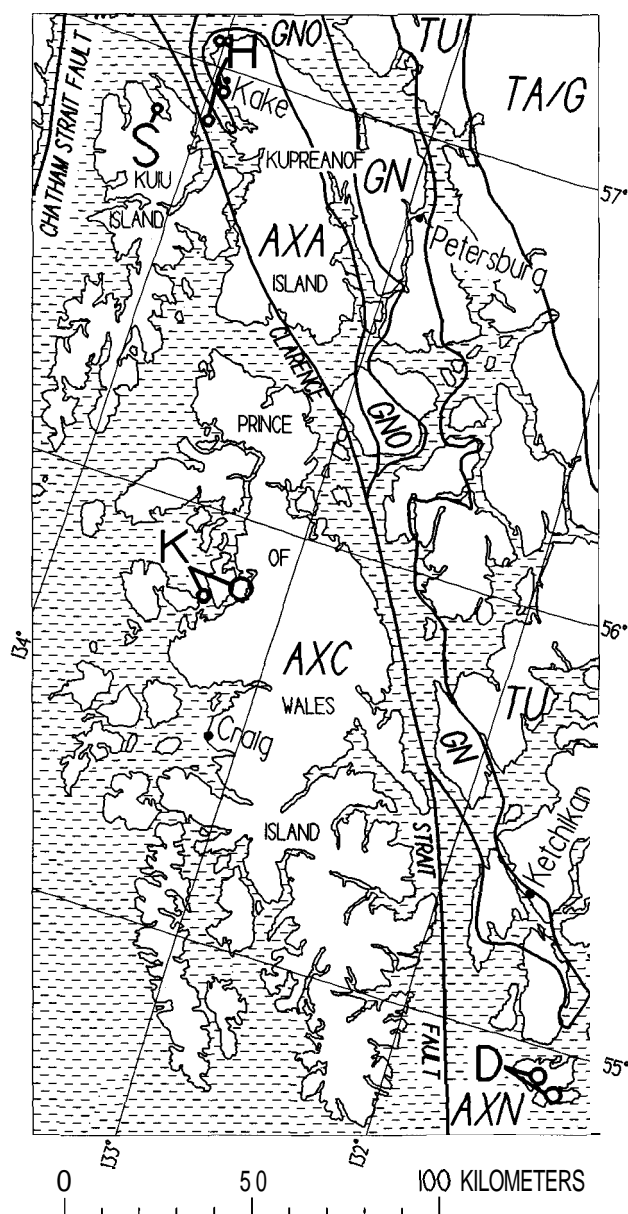 GNO
TU
TA/G
CHATHAM STRAIT FAULT
H
Kake
S
KUIU
ISLAND
KUPREANOF
GN
57°
AXA
ISLAND
Petersburg
CLARENCE
PRINCE
GNO
K
OF
134°
56°
AXC
WALES
TU
GN
Craig
ISLAND
STRAIT
Ketchikan
FAULT
D
55°
AXN
133°
132°
0 50 100 KILOMETERS